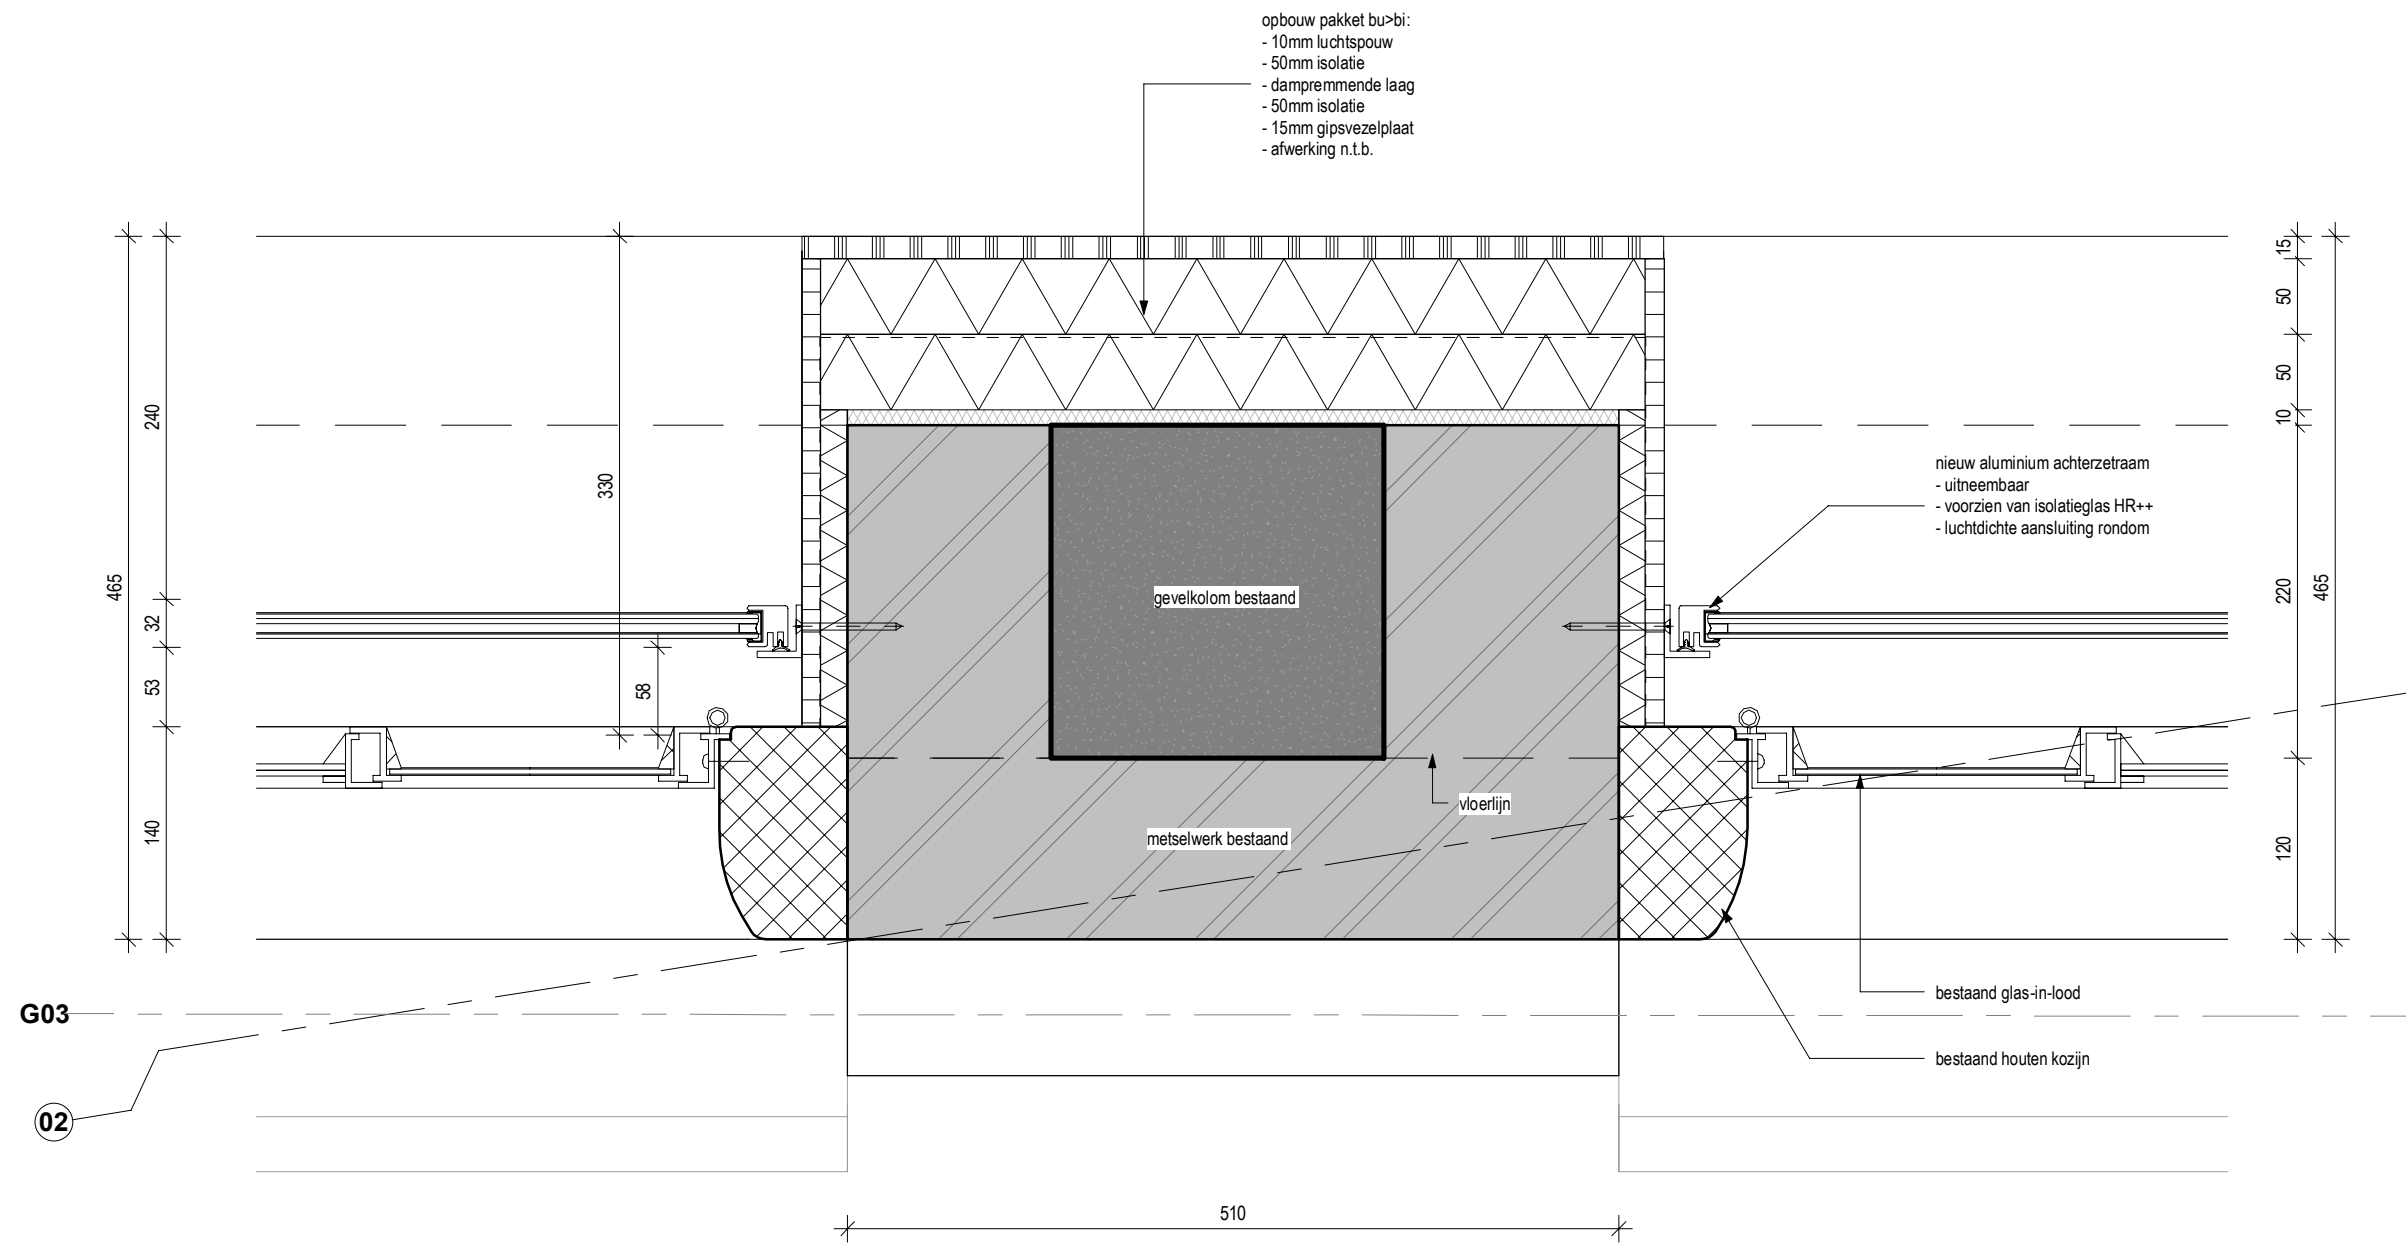 opbouw pakket bu>bi:
- 10mm luchtspouw
- 50mm isolatie
- dampremmende laag
- 50mm isolatie
- 15mm gipsvezelplaat
- afwerking n.t.b.
465
240
32
53
140
330
58
gevelkolom bestaand
vloerlijn
metselwerk bestaand
nieuw aluminium achterzetraam
- uitneembaar
- voorzien van isolatieglas HR++
- luchtdichte aansluiting rondom
15
50
50
10
220
120
465
bestaand glas-in-lood
bestaand houten kozijn
G03
02
510